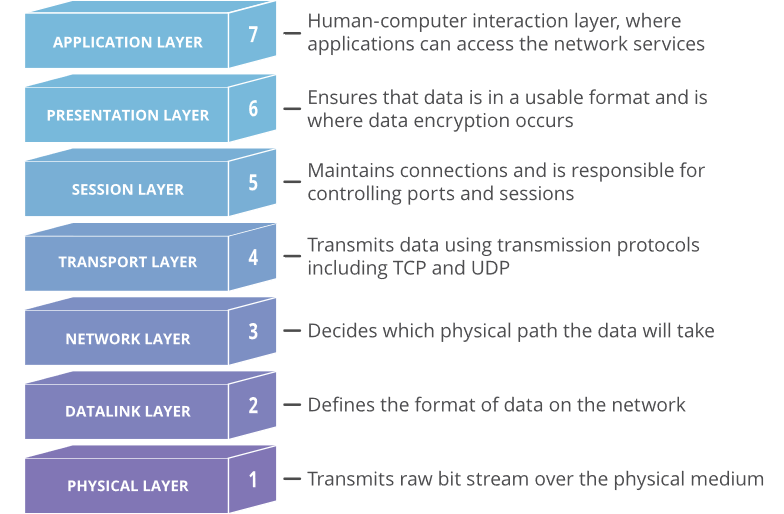 APPLICATION LAYER
7
Human-computer interaction layer, where
applications can access the network services
PRESENTATION LAYER
6
Ensures that data is in a usable format and is
where data encryption occurs
SESSION LAYER
5
Maintains connections and is responsible for
controlling ports and sessions
TRANSPORT LAYER
4
Transmits data using transmission protocols
including TCP and UDP
NETWORK LAYER
3
Decides which physical path the data will take
DATALINK LAYER
2
Defines the format of data on the network
PHYSICAL LAYER
1
Transmits raw bit stream over the physical medium